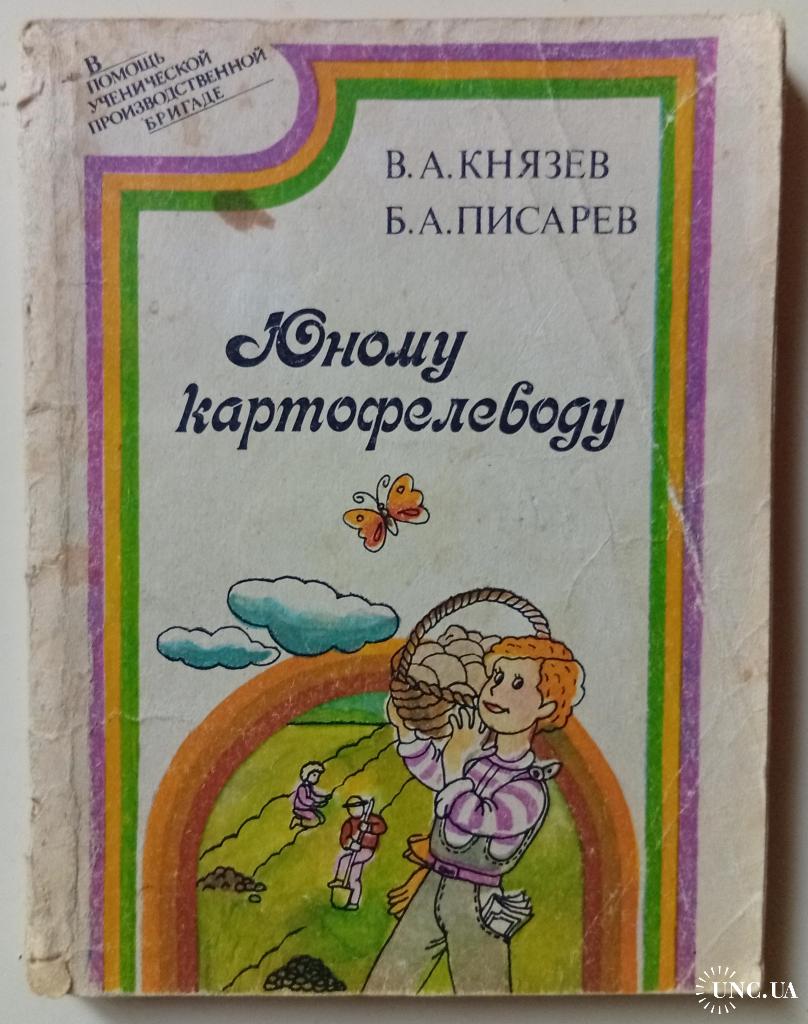 В
ПОМОЩЬ
УЧЕНИЧЕСКОЙ
ПРОИЗВОДСТВЕННОЙ
БРИГАДЕ
В.А.КНЯЗЕВ
Б.А.ПИСАРЕВ
Юному
картофелеводу
UNC.UA